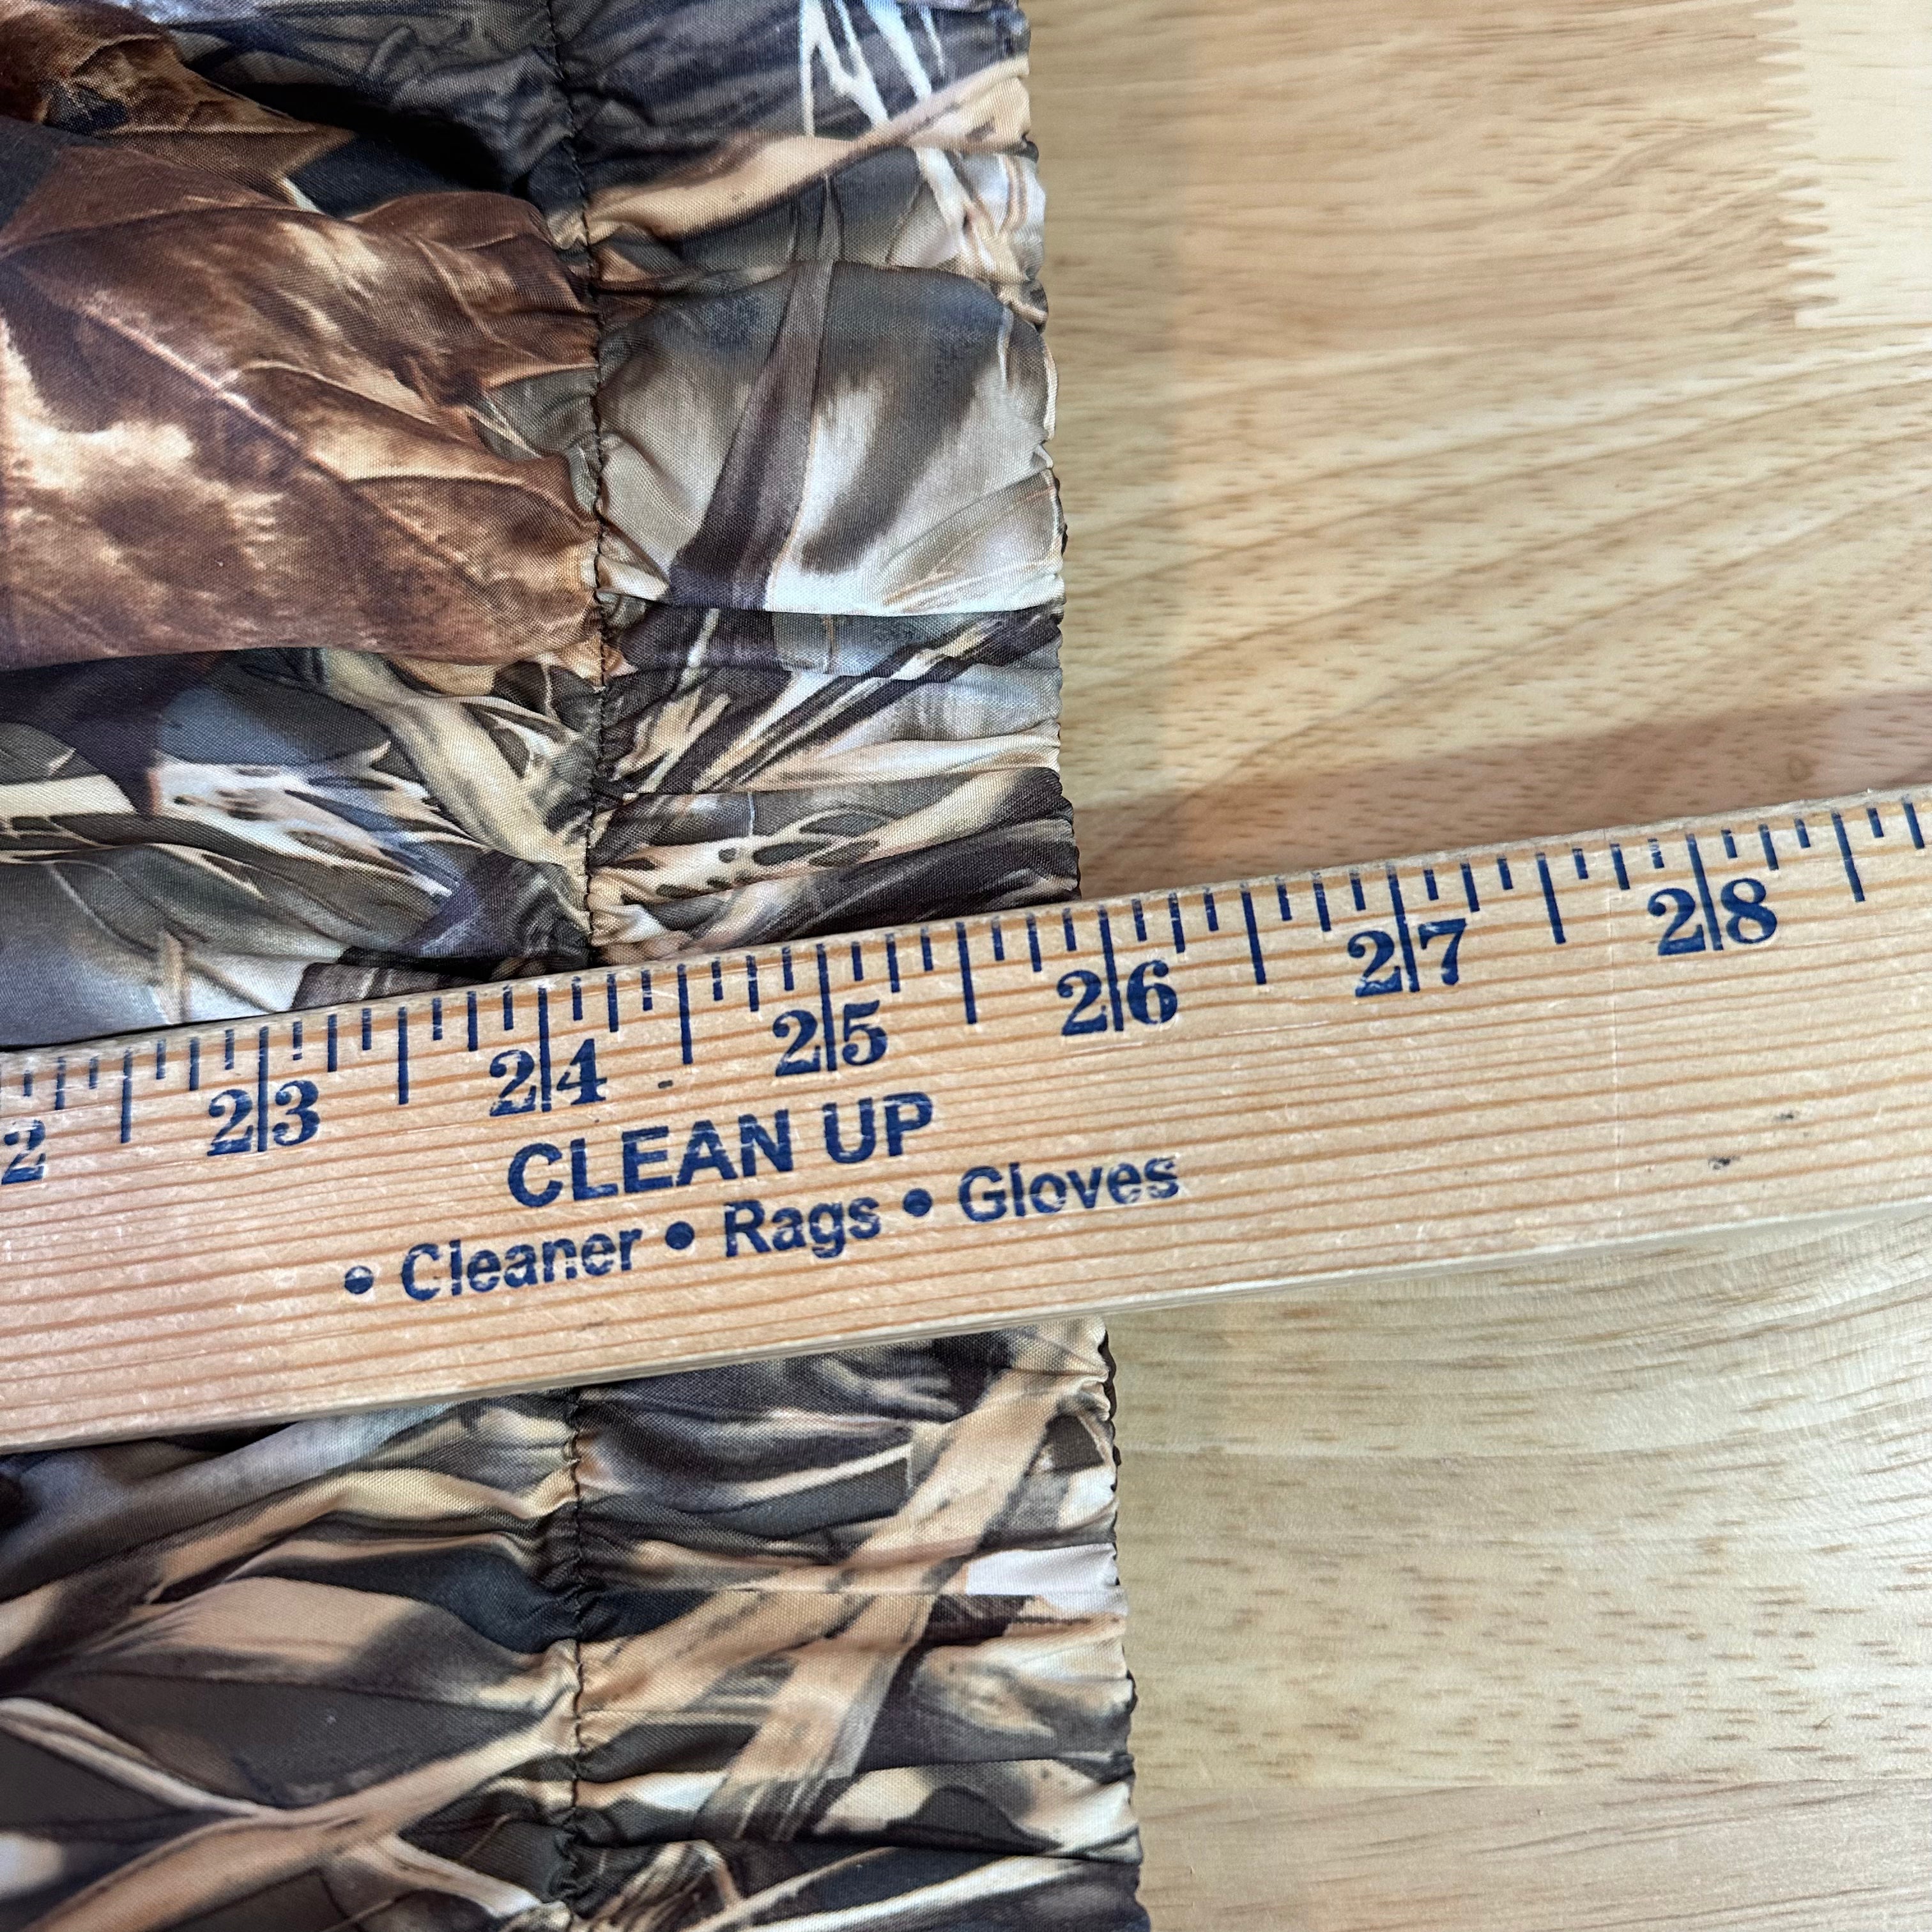 2 23 24 25 26 27 28
CLEAN UP
• Cleaner • Rags • Gloves